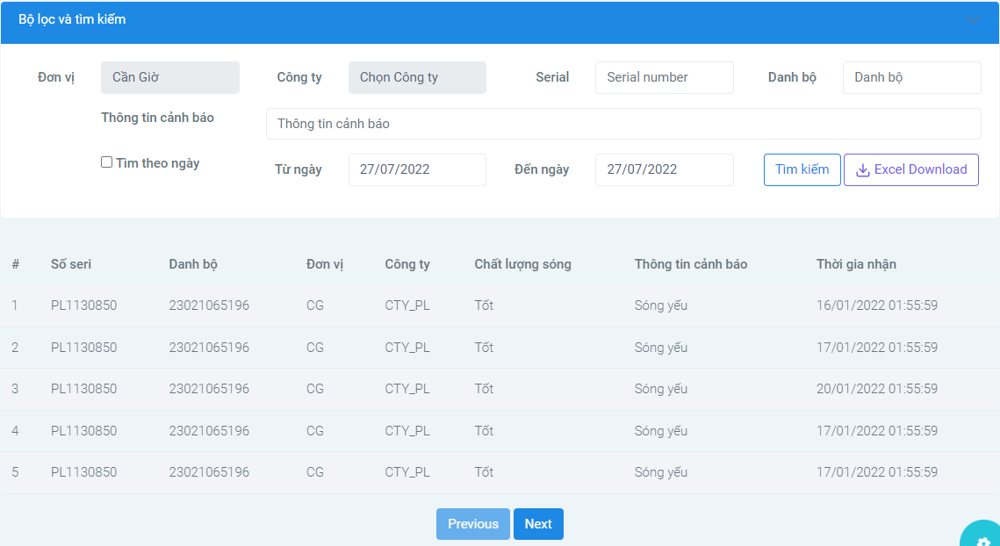 Bộ lọc và tìm kiếm
Đơn vị Cần Giờ Công ty Chọn Công ty Serial Serial number Danh bộ Danh bộ
Thông tin cảnh báo Thông tin cảnh báo
Tìm theo ngày Từ ngày 27/07/2022 Đến ngày 27/07/2022 Tìm kiếm Excel Download
# Số seri Danh bộ Đơn vị Công ty Chất lượng sóng Thông tin cảnh báo Thời gia nhận
1 PL1130850 23021065196 CG CTY_PL Tốt Sóng yếu 16/01/2022 01:55:59
2 PL1130850 23021065196 CG CTY_PL Tốt Sóng yếu 17/01/2022 01:55:59
3 PL1130850 23021065196 CG CTY_PL Tốt Sóng yếu 20/01/2022 01:55:59
4 PL1130850 23021065196 CG CTY_PL Tốt Sóng yếu 17/01/2022 01:55:59
5 PL1130850 23021065196 CG CTY_PL Tốt Sóng yếu 17/01/2022 01:55:59
Previous Next